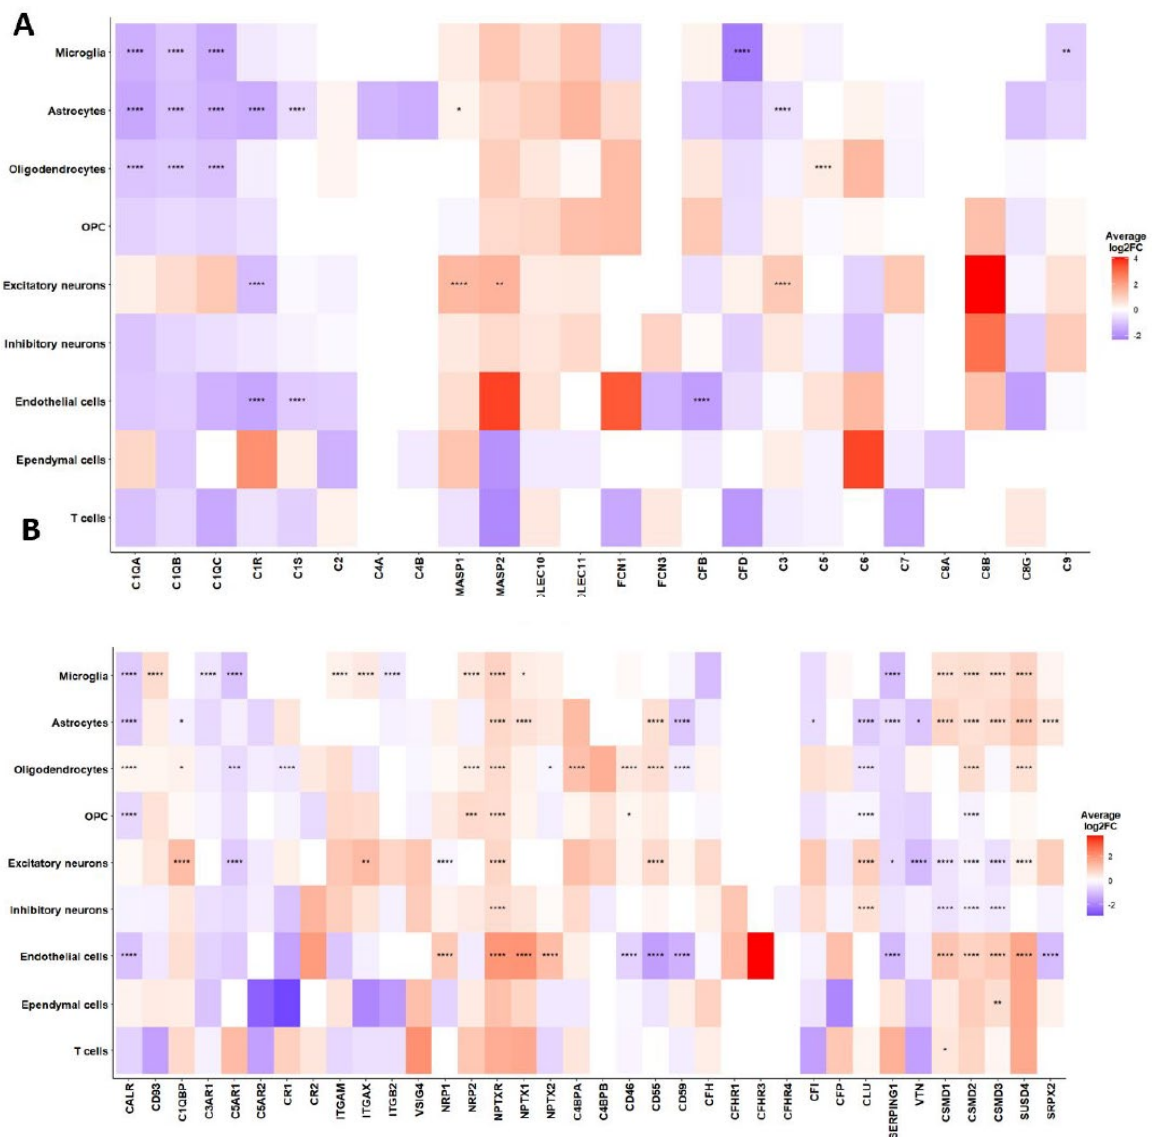 A
Microglia
**** **** **** **** **
Astrocytes
**** **** **** **** **** * ****
Oligodendrocytes
**** **** **** ****
OPC
Excitatory neurons
**** **** ** ****
Inhibitory neurons
Endothelial cells
**** **** ****
Ependymal cells
T cells
C1QA C1QB C1QC C1R C1S C2 C4A C4B MASP1 MASP2 CLEC10 CLEC11 FCN1 FCN3 CFB CFD C3 C5 C6 C7 C8A C8B C8G C9
Average
log2FC
4
2
0
-2
B
Microglia
**** **** **** **** **** **** **** **** **** * **** **** **** **** ****
Astrocytes
**** * **** **** **** **** * **** **** * **** **** **** **** ****
Oligodendrocytes
**** * *** **** **** **** * **** **** **** **** **** **** ****
OPC
**** *** **** * **** ****
Excitatory neurons
**** **** ** **** **** **** **** * **** **** **** **** ****
Inhibitory neurons
**** **** **** **** ****
Endothelial cells
**** **** **** **** **** **** **** **** **** **** **** **** **** ****
Ependymal cells
**
T cells
*
CALR CD93 C1QBP C3AR1 C5AR1 C5AR2 CR1 CR2 ITGAM ITGAX ITGB2 VSIG4 NRP1 NRP2 NPTXR NPTX1 NPTX2 C4BPA C4BPB CD46 CD55 CD59 CFH CFHR1 CFHR3 CFHR4 CFI CFP CLU SERPING1 VTN CSMD1 CSMD2 CSMD3 SUSD4 SRPX2
Average
log2FC
2
0
-2